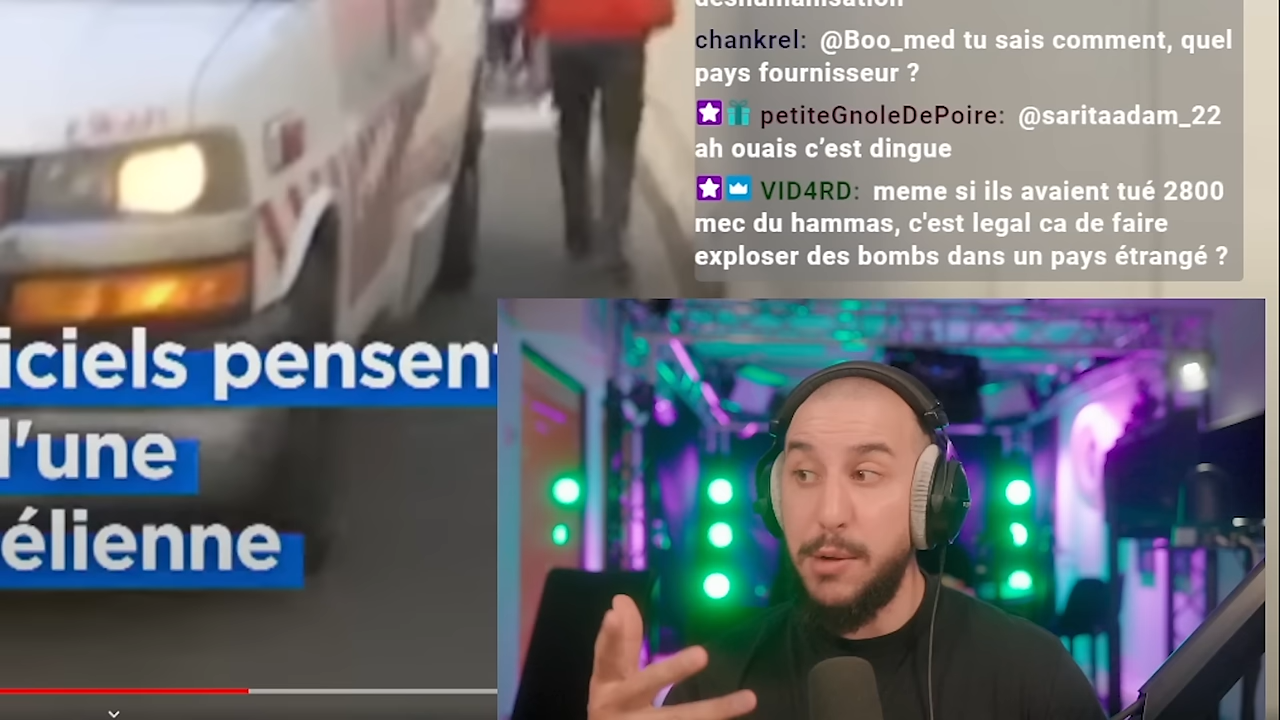 déshumanisation
chankrel: @Boo_med tu sais comment, quel
pays fournisseur ?
petiteGnoleDePoire: @saritaadam_22
ah ouais c’est dingue
VID4RD: meme si ils avaient tué 2800
mec du hammas, c'est legal ca de faire
exploser des bombs dans un pays étrangé ?
iciels pensent
l'une
élienne